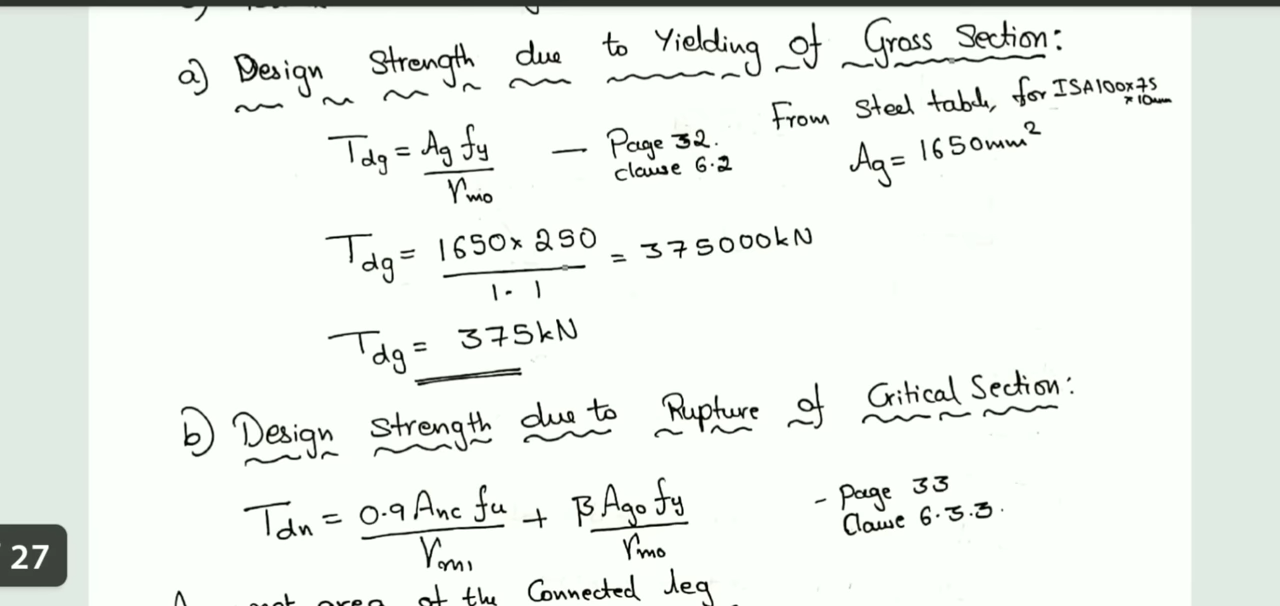 a) Design Strength due to Yielding of Gross Section:
From Steel table, for ISA100x75
x10mm
Tdg = Ag fy — Page 32.
γmo clause 6.2
Ag = 1650mm²
Tdg = 1650 x 250 = 375000kN
1.1
Tdg = 375kN
b) Design Strength due to Rupture of Critical Section:
Tdn = 0.9 Anc fu + β Ago fy - Page 33
γm1 γmo Clause 6.3.3.
net area of the Connected leg
27